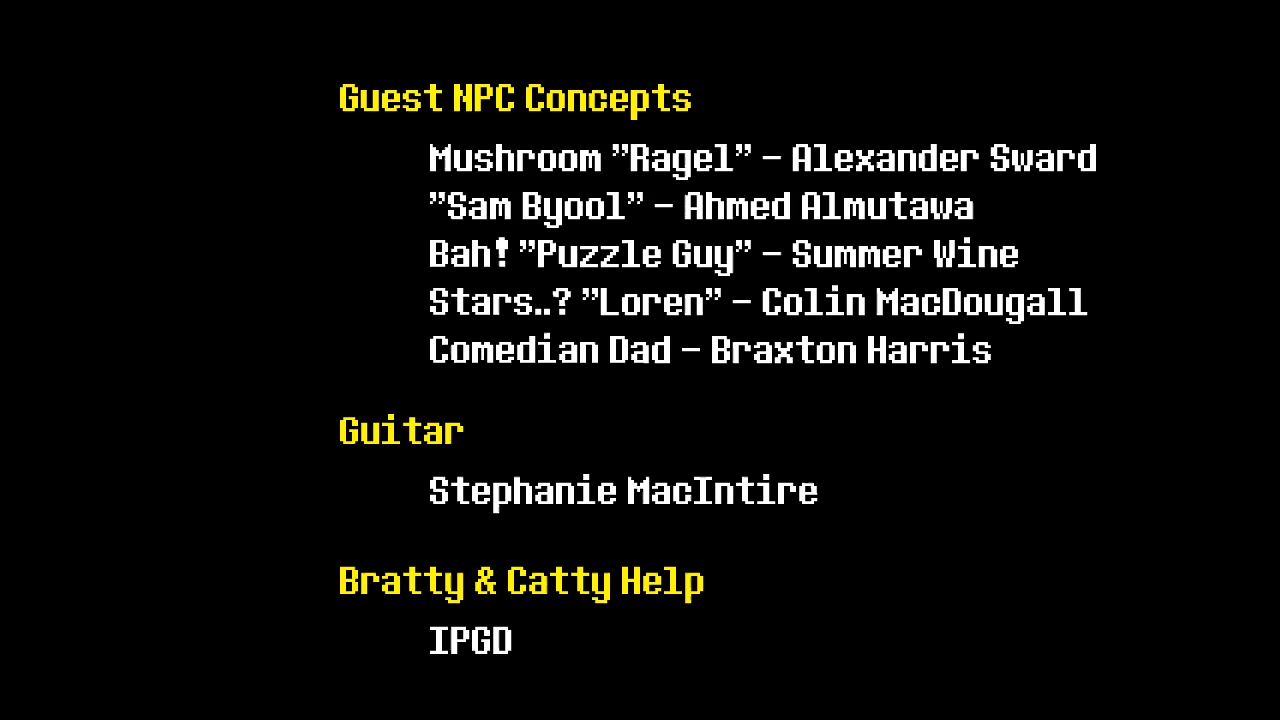 Guest NPC Concepts
Mushroom ”Ragel” - Alexander Sward
”Sam Byool” - Ahmed Almutawa
Bah! ”Puzzle Guy” - Summer Wine
Stars..? ”Loren” - Colin MacDougall
Comedian Dad - Braxton Harris
Guitar
Stephanie MacIntire
Bratty & Catty Help
IPGD